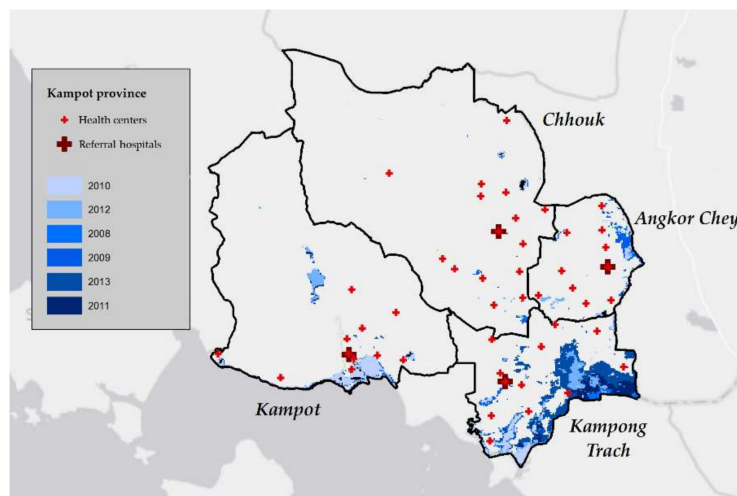 Kampot province
Health centers
Referral hospitals
2010
2012
2008
2009
2013
2011
Chhouk
Angkor Chey
Kampot
Kampong
Trach